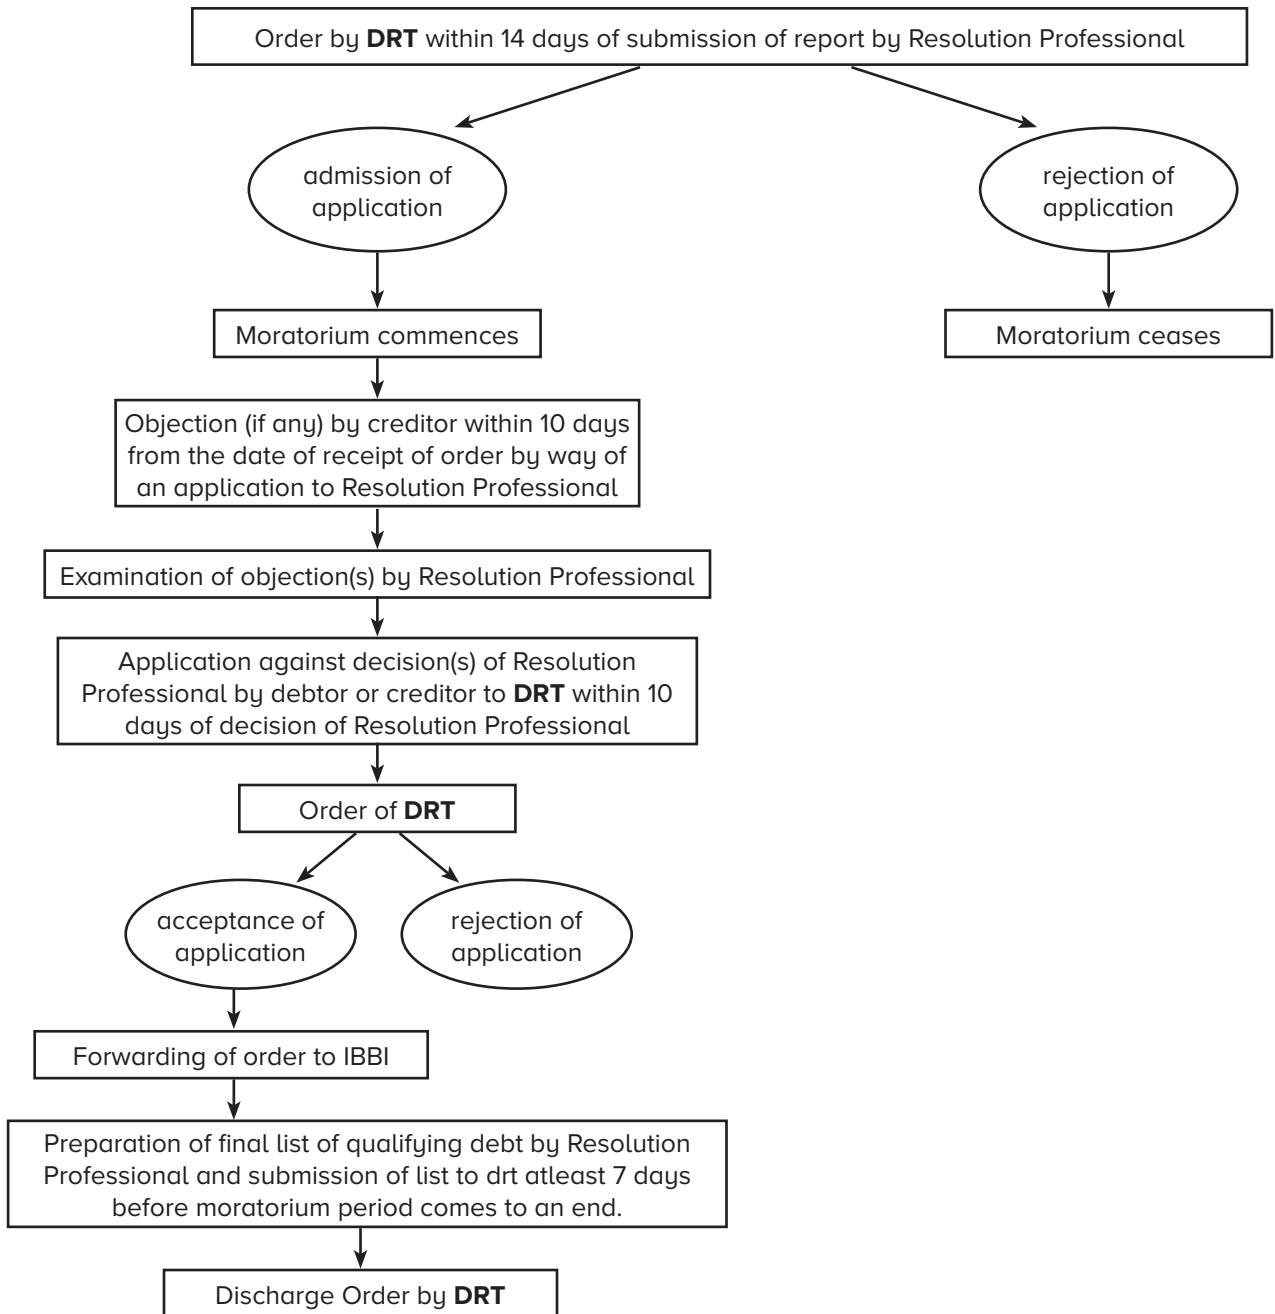 Order by DRT within 14 days of submission of report by Resolution Professional
admission of
application
rejection of
application
Moratorium commences
Moratorium ceases
Objection (if any) by creditor within 10 days
from the date of receipt of order by way of
an application to Resolution Professional
Examination of objection(s) by Resolution Professional
Application against decision(s) of Resolution
Professional by debtor or creditor to DRT within 10
days of decision of Resolution Professional
Order of DRT
acceptance of
application
rejection of
application
Forwarding of order to IBBI
Preparation of final list of qualifying debt by Resolution
Professional and submission of list to drt atleast 7 days
before moratorium period comes to an end.
Discharge Order by DRT